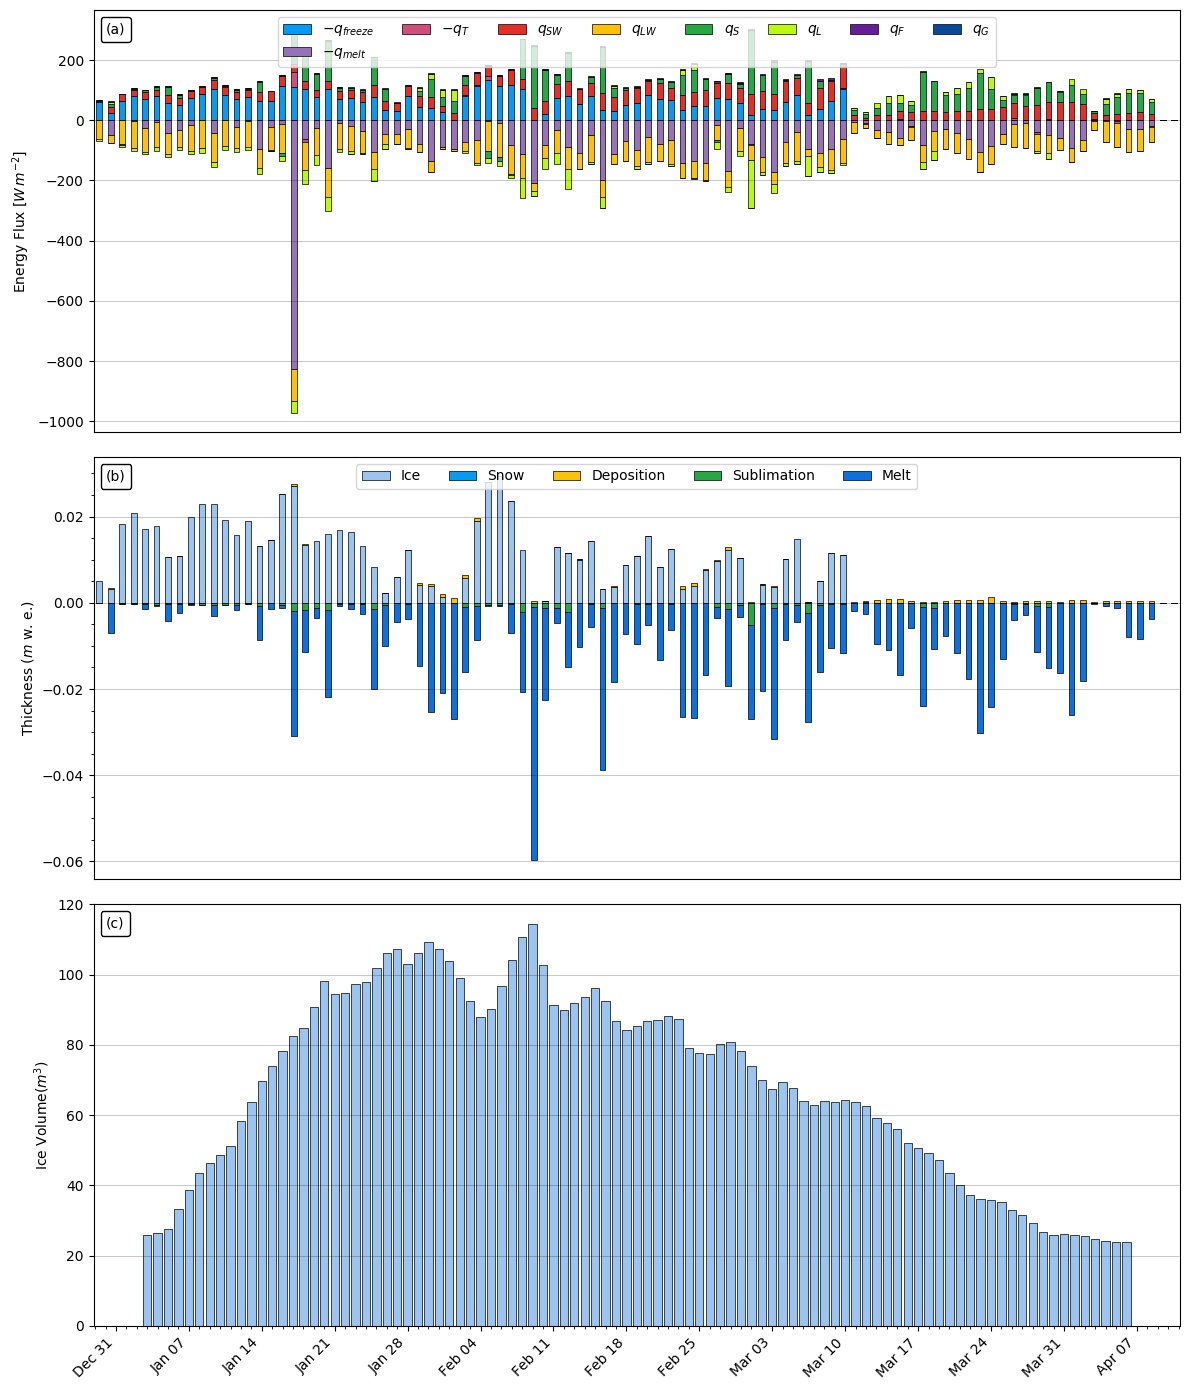 (a)
−q_freeze −q_T q_SW q_LW q_S q_L q_F q_G
−q_melt
200
0
−200
−400
−600
−800
−1000
Energy Flux [W m⁻²]
(b)
Ice Snow Deposition Sublimation Melt
0.02
0.00
−0.02
−0.04
−0.06
Thickness (m w. e.)
(c)
120
100
80
60
40
20
0
Ice Volume(m³)
Dec 31 Jan 07 Jan 14 Jan 21 Jan 28 Feb 04 Feb 11 Feb 18 Feb 25 Mar 03 Mar 10 Mar 17 Mar 24 Mar 31 Apr 07